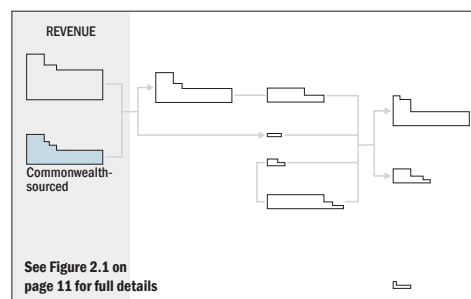 REVENUE
Commonwealth-
sourced
See Figure 2.1 on
page 11 for full details